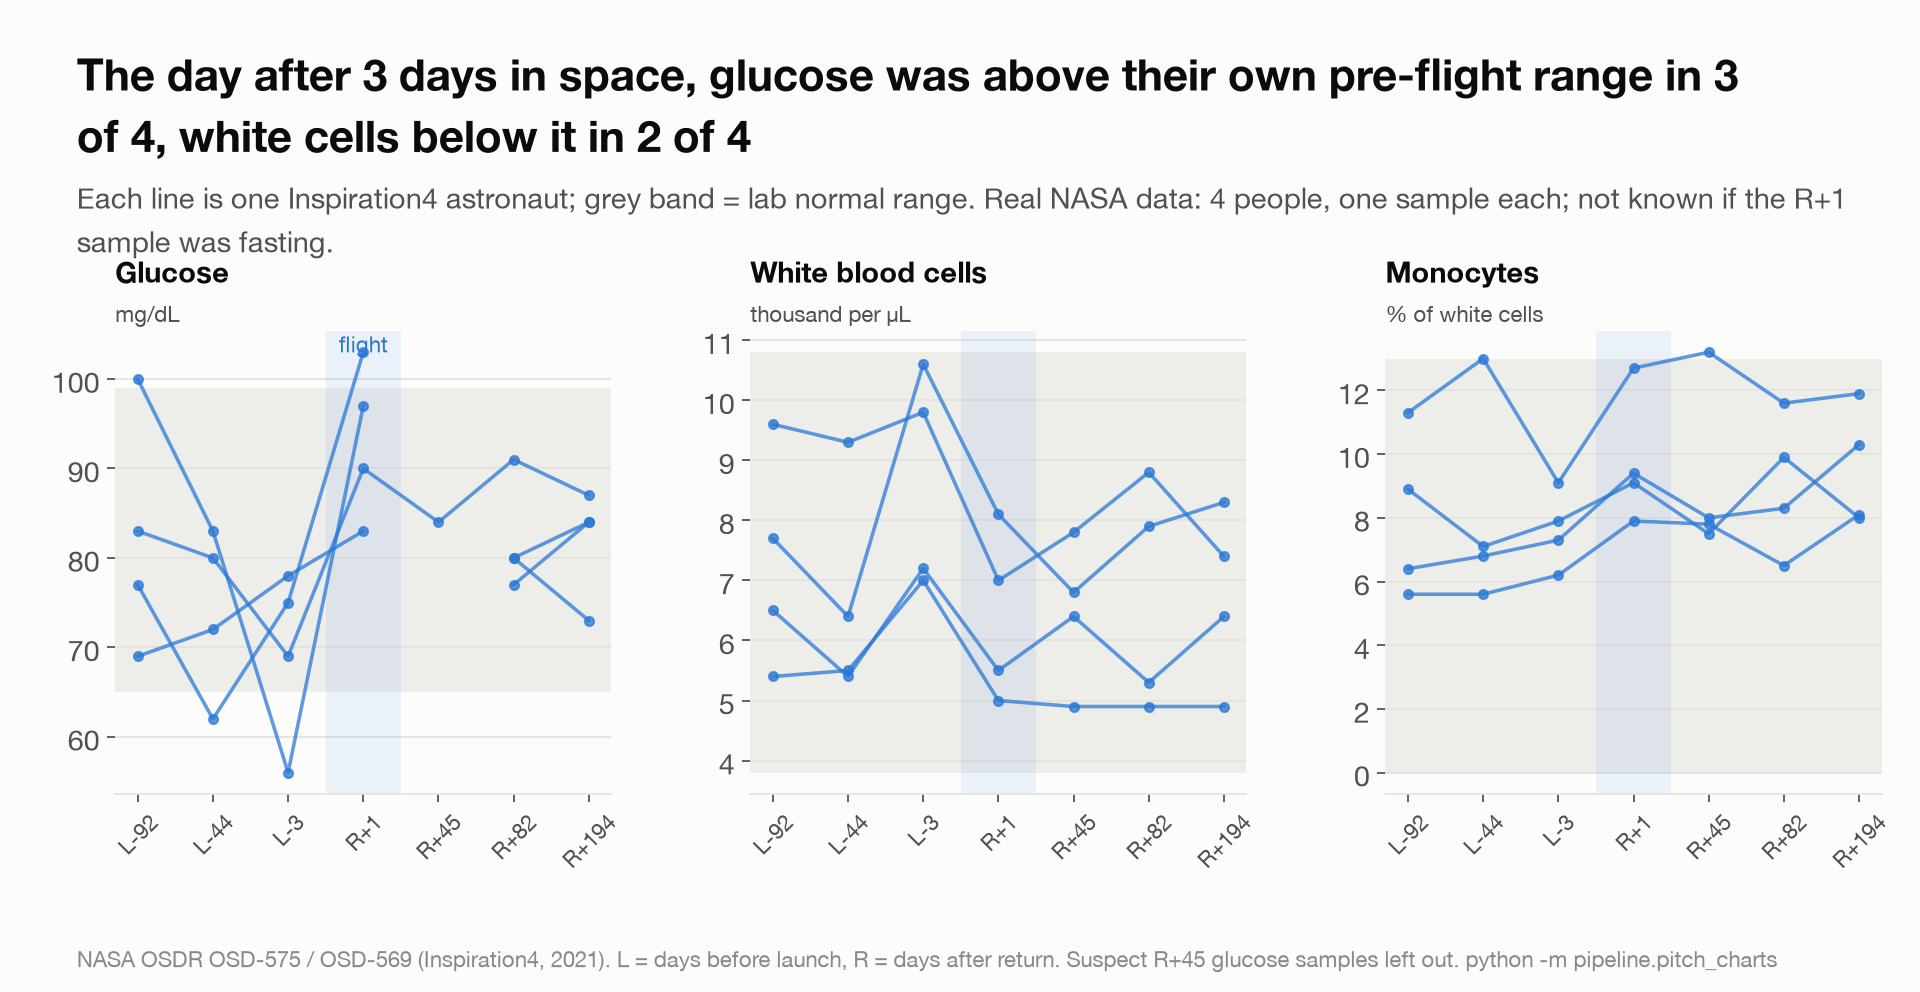 The day after 3 days in space, glucose was above their own pre-flight range in 3
of 4, white cells below it in 2 of 4
Each line is one Inspiration4 astronaut; grey band = lab normal range. Real NASA data: 4 people, one sample each; not known if the R+1
sample was fasting.
Glucose
mg/dL
flight
100
90
80
70
60
L-92
L-44
L-3
R+1
R+45
R+82
R+194
White blood cells
thousand per µL
11
10
9
8
7
6
5
4
L-92
L-44
L-3
R+1
R+45
R+82
R+194
Monocytes
% of white cells
12
10
8
6
4
2
0
L-92
L-44
L-3
R+1
R+45
R+82
R+194
NASA OSDR OSD-575 / OSD-569 (Inspiration4, 2021). L = days before launch, R = days after return. Suspect R+45 glucose samples left out. python -m pipeline.pitch_charts